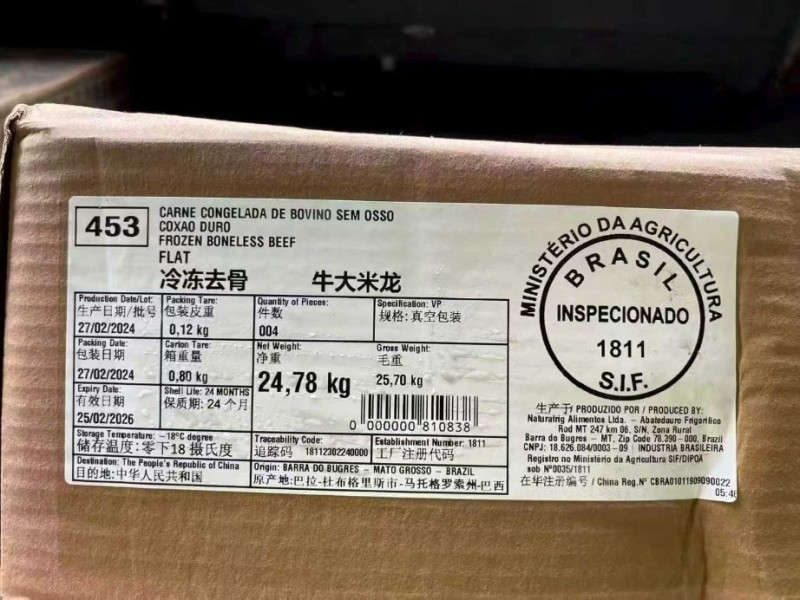 453
CARNE CONGELADA DE BOVINO SEM OSSO
COXAO DURO
FROZEN BONELESS BEEF
FLAT
冷冻去骨 牛大米龙
Production Date/Lot:
生产日期/批号
27/02/2024
Packing Tare:
包装皮重
0,12 kg
Quantity of Pieces:
件数
004
Specification: VP
规格: 真空包装
Packing Date:
包装日期
27/02/2024
Carton Tare:
箱重量
0,80 kg
Net Weight:
净重
24,78 kg
Gross Weight:
毛重
25,70 kg
Expiry Date:
有效日期
25/02/2026
Shelf Life: 24 MONTHS
保质期: 24 个月
0 000000 810838
Storage Temperature: -18°C degree
储存温度: 零下18 摄氏度
Traceability Code:
追踪码 18112302240000
Establishment Number: 1811
工厂注册代码
Destination: The People's Republic of China
目的地: 中华人民共和国
Origin: BARRA DO BUGRES - MATO GROSSO - BRAZIL
原产地: 巴拉-杜布格里斯市-马托格罗索州-巴西
MINISTÉRIO DA AGRICULTURA
BRASIL
INSPECIONADO
1811
S.I.F.
生产于/ PRODUZIDO POR / PRODUCED BY:
Naturafrig Alimentos Ltda. - Abatedouro Frigorífico
Rod MT 247 km 06, S/N, Zona Rural
Barra do Bugres - MT, Zip Code 78.390-000, Brazil
CNPJ: 18.626.084/0003-09 | INDUSTRIA BRASILEIRA
Registro no Ministério da Agricultura SIF/DIPOA
sob Nº0035/1811
在华注册编号 / China Reg.Nº CBRA01011909090022
05:46